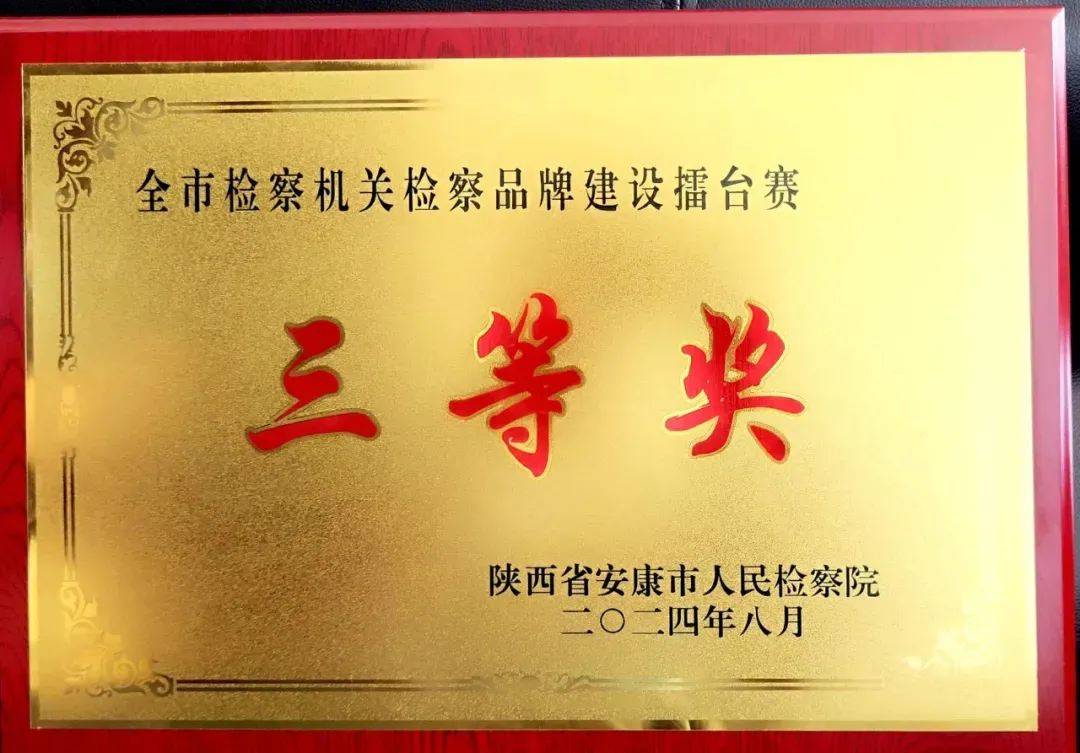 全市检察机关检察品牌建设擂台赛
三等奖
陕西省安康市人民检察院
二〇二四年八月